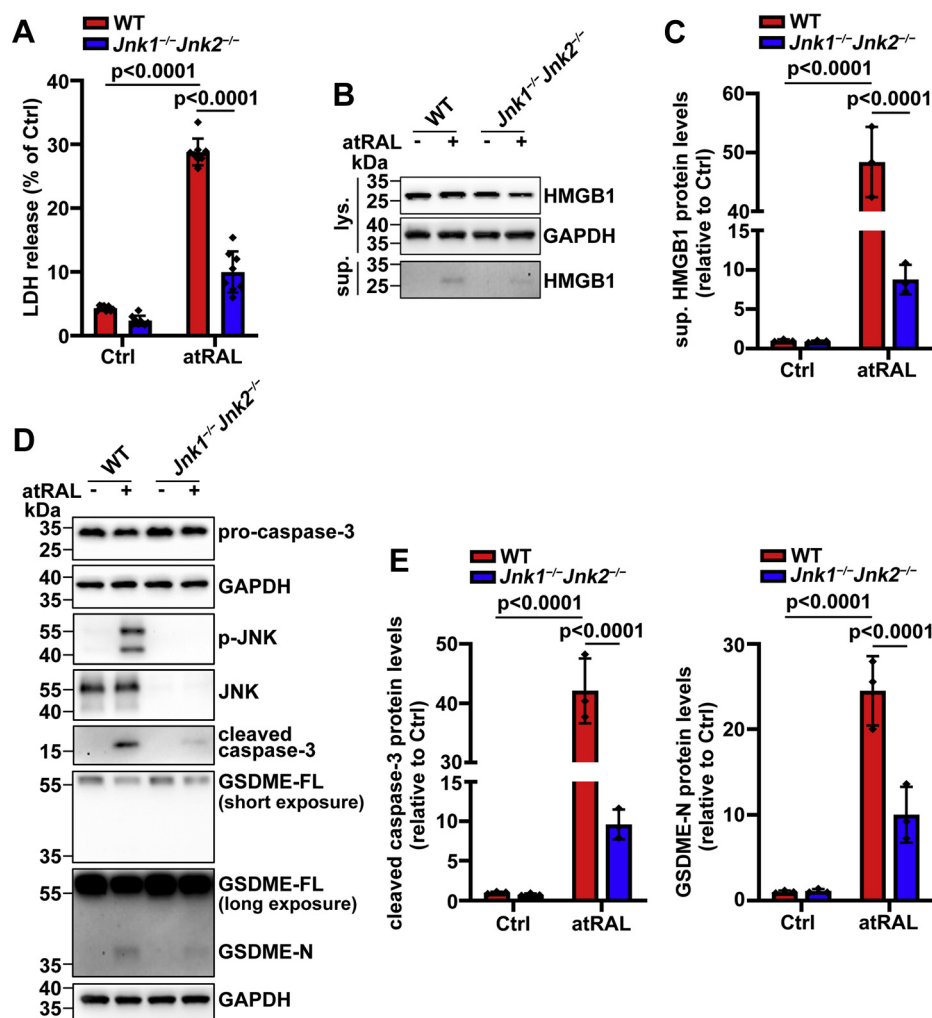 A
WT
Jnk1⁻/⁻Jnk2⁻/⁻
p<0.0001
p<0.0001
LDH release (% of Ctrl)
40
30
20
10
0
Ctrl
atRAL
B
WT
Jnk1⁻/⁻Jnk2⁻/⁻
atRAL
- + - +
kDa
lys.
35
25
HMGB1
40
35
GAPDH
sup.
35
25
HMGB1
C
WT
Jnk1⁻/⁻Jnk2⁻/⁻
p<0.0001
p<0.0001
sup. HMGB1 protein levels
(relative to Ctrl)
60
50
40
15
10
5
0
Ctrl
atRAL
D
WT
Jnk1⁻/⁻Jnk2⁻/⁻
atRAL
- + - +
kDa
35
25
pro-caspase-3
40
35
GAPDH
55
40
p-JNK
55
40
JNK
15
cleaved
caspase-3
55
35
GSDME-FL
(short exposure)
55
35
GSDME-FL
(long exposure)
GSDME-N
40
35
GAPDH
E
WT
Jnk1⁻/⁻Jnk2⁻/⁻
p<0.0001
p<0.0001
cleaved caspase-3 protein levels
(relative to Ctrl)
50
40
30
15
10
5
0
Ctrl
atRAL
WT
Jnk1⁻/⁻Jnk2⁻/⁻
p<0.0001
p<0.0001
GSDME-N protein levels
(relative to Ctrl)
30
20
10
0
Ctrl
atRAL